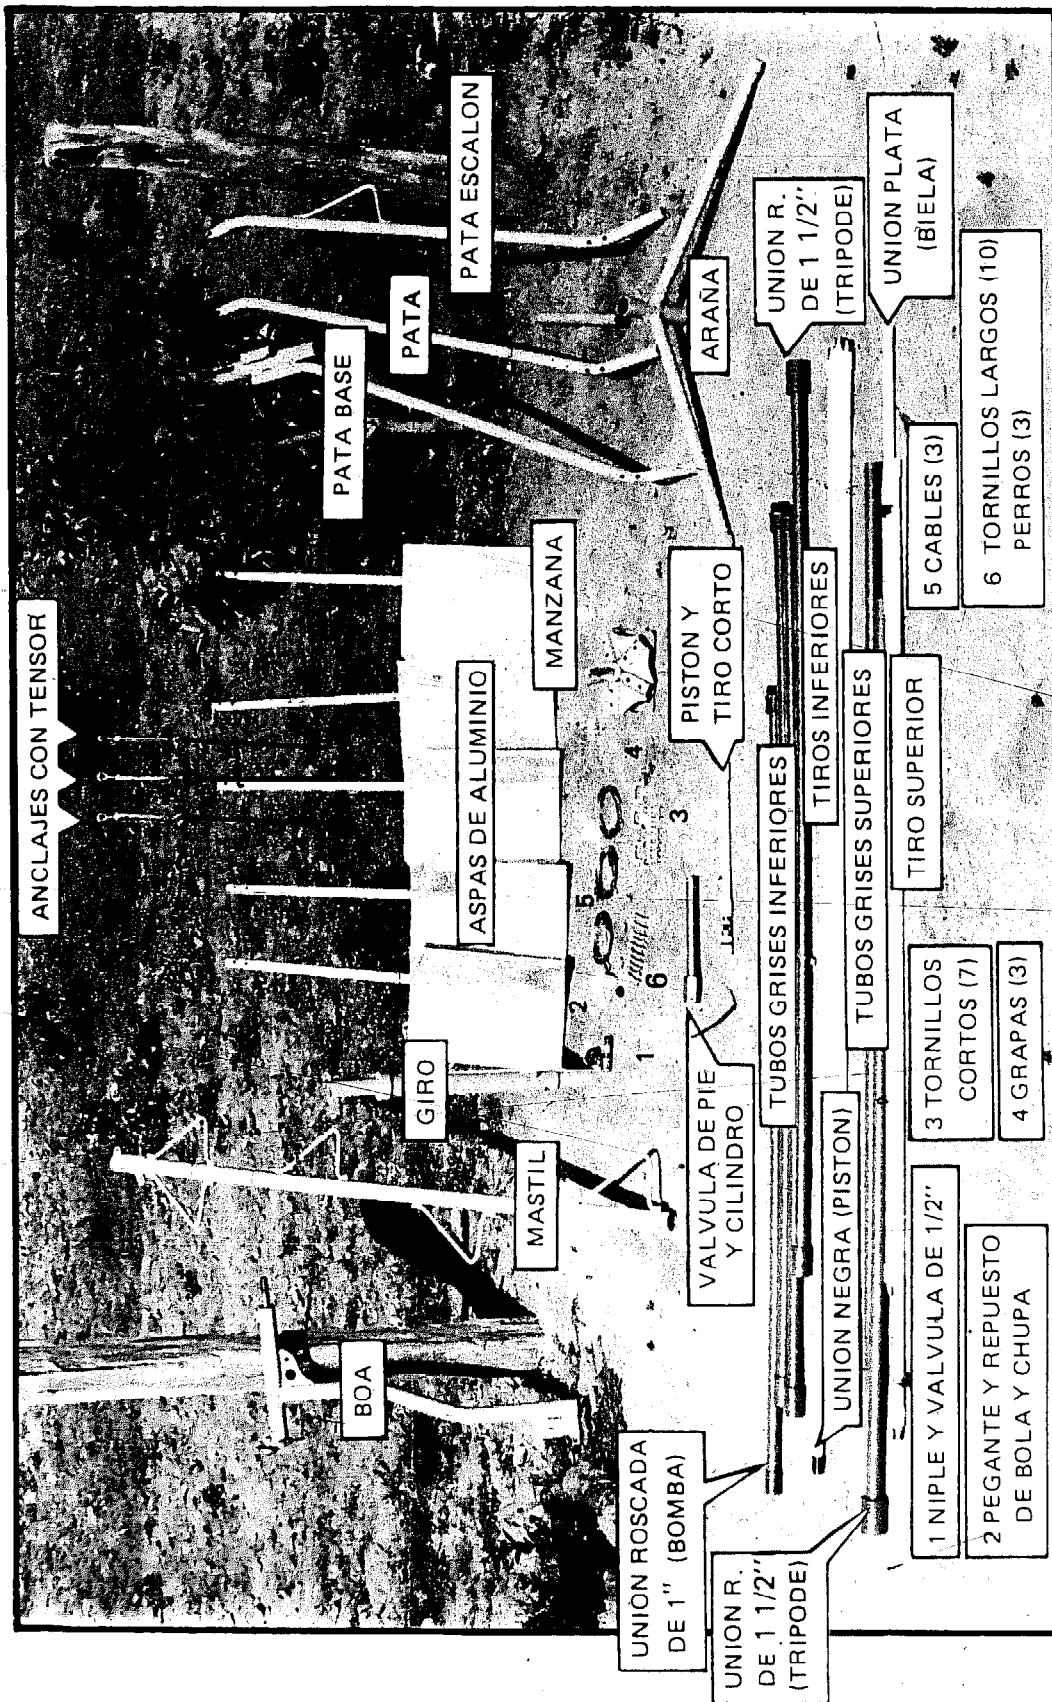 ANCLAJES CON TENSOR
PATA ESCALON
PATA
PATA BASE
ARAÑA
MANZANA
ASPAS DE ALUMINIO
GIRO
MASTIL
BOA
1
2
3
4
5
6
PISTON Y
TIRO CORTO
VALVULA DE PIE
Y CILINDRO
UNION R.
DE 1 1/2"
(TRIPODE)
UNION PLATA
(BIELA)
TUBOS GRISES INFERIORES
TIROS INFERIORES
TUBOS GRISES SUPERIORES
TIRO SUPERIOR
UNION NEGRA (PISTON)
UNION ROSCADA
DE 1" (BOMBA)
UNION R.
DE 1 1/2"
(TRIPODE)
1 NIPLE Y VALVULA DE 1/2"
2 PEGANTE Y REPUESTO
DE BOLA Y CHUPA
3 TORNILLOS
CORTOS (7)
4 GRAPAS (3)
5 CABLES (3)
6 TORNILLOS LARGOS (10)
PERROS (3)